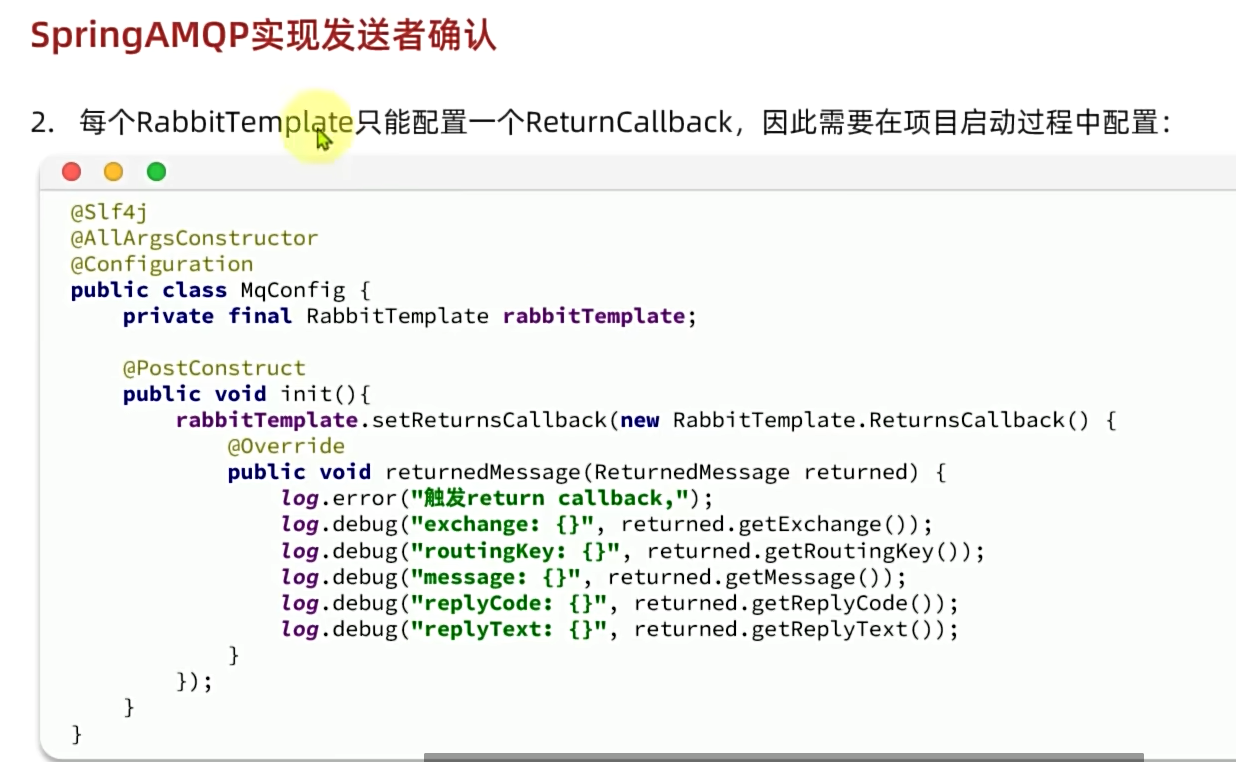 SpringAMQP实现发送者确认
2. 每个RabbitTemplate只能配置一个ReturnCallback，因此需要在项目启动过程中配置：
@Slf4j
@AllArgsConstructor
@Configuration
public class MqConfig {
    private final RabbitTemplate rabbitTemplate;
    @PostConstruct
    public void init(){
        rabbitTemplate.setReturnsCallback(new RabbitTemplate.ReturnsCallback() {
            @Override
            public void returnedMessage(ReturnedMessage returned) {
                log.error("触发return callback,");
                log.debug("exchange: {}", returned.getExchange());
                log.debug("routingKey: {}", returned.getRoutingKey());
                log.debug("message: {}", returned.getMessage());
                log.debug("replyCode: {}", returned.getReplyCode());
                log.debug("replyText: {}", returned.getReplyText());
            }
        });
    }
}